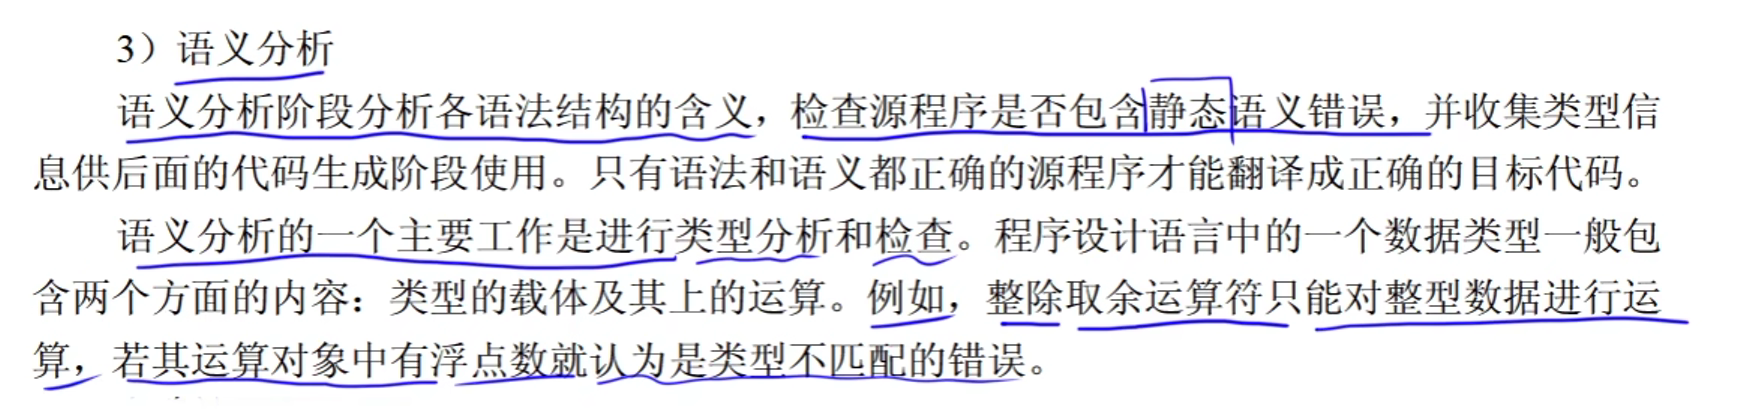 3）语义分析
语义分析阶段分析各语法结构的含义，检查源程序是否包含静态语义错误，并收集类型信
息供后面的代码生成阶段使用。只有语法和语义都正确的源程序才能翻译成正确的目标代码。
语义分析的一个主要工作是进行类型分析和检查。程序设计语言中的一个数据类型一般包
含两个方面的内容：类型的载体及其上的运算。例如，整除取余运算符只能对整型数据进行运
算，若其运算对象中有浮点数就认为是类型不匹配的错误。